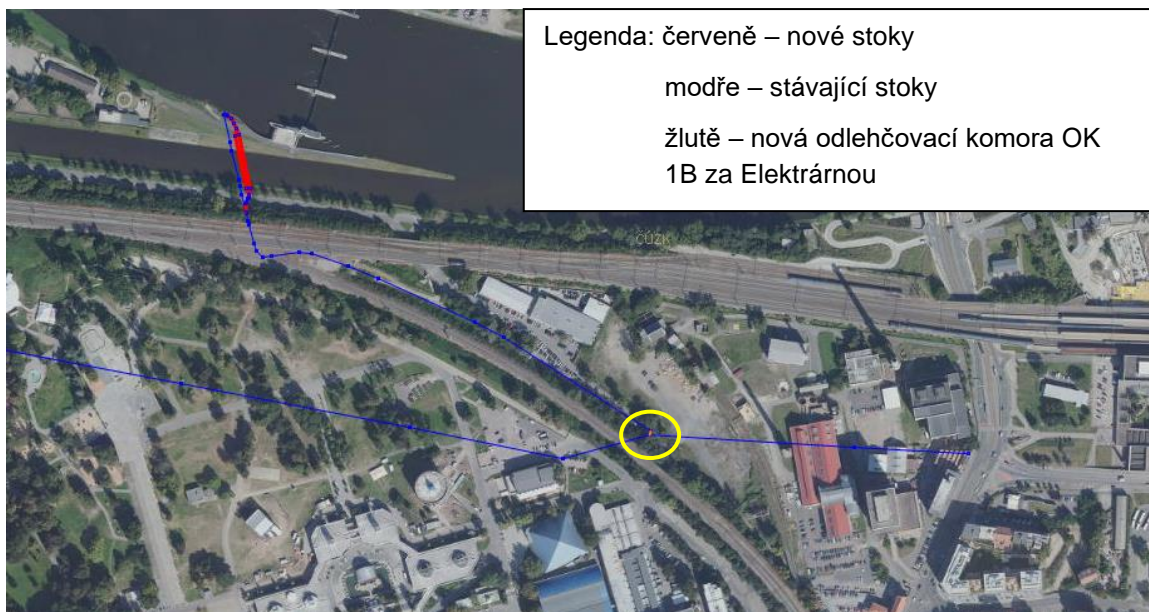 Legenda: červeně – nové stoky
modře – stávající stoky
žlutě – nová odlehčovací komora OK
1B za Elektrárnou
ČÚZK